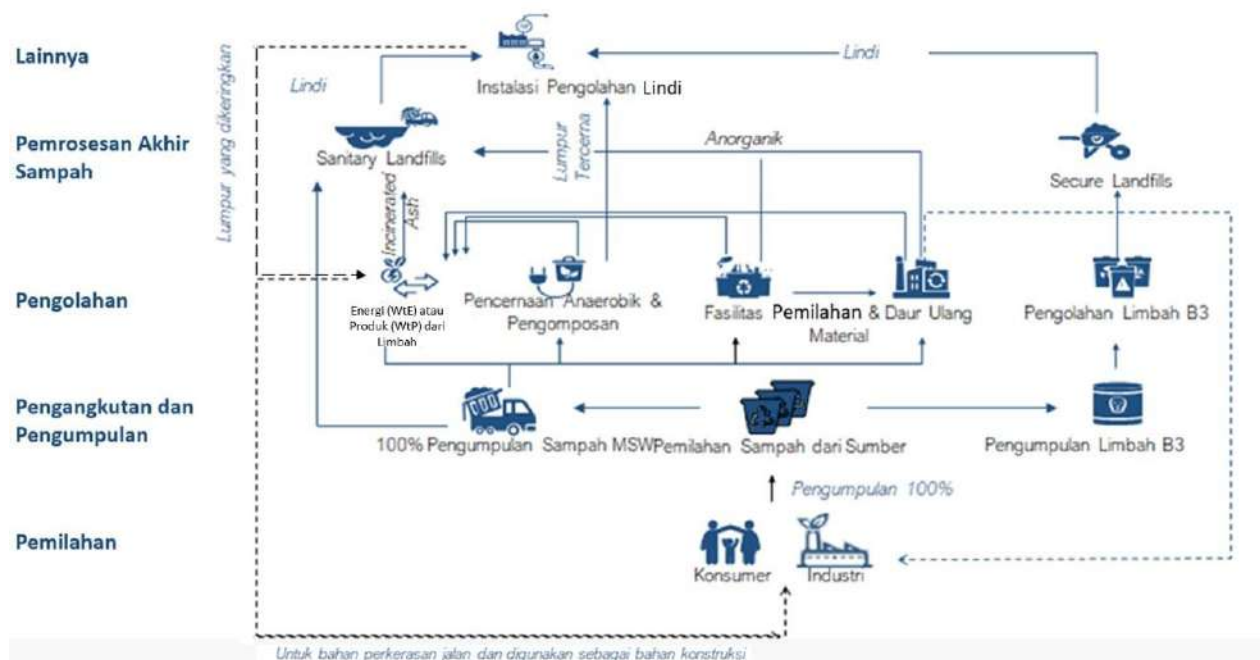 Lainnya
Lumpur yang dikeringkan
Lindi
Instalasi Pengolahan Lindi
Lindi
Pemrosesan Akhir
Sampah
Sanitary Landfills
Lumpur
Tercerna
Anorganik
Secure Landfills
Incinerated
Ash
Pengolahan
Energi (WtE) atau
Produk (WtP) dari
Limbah
Pencernaan Anaerobik &
Pengomposan
Fasilitas Pemilahan & Daur Ulang
Material
Pengolahan Limbah B3
Pengangkutan dan
Pengumpulan
100% Pengumpulan Sampah MSW
Pemilahan Sampah dari Sumber
Pengumpulan Limbah B3
Pengumpulan 100%
Pemilahan
Konsumer
Industri
Untuk bahan perkerasan jalan dan digunakan sebagai bahan konstruksi